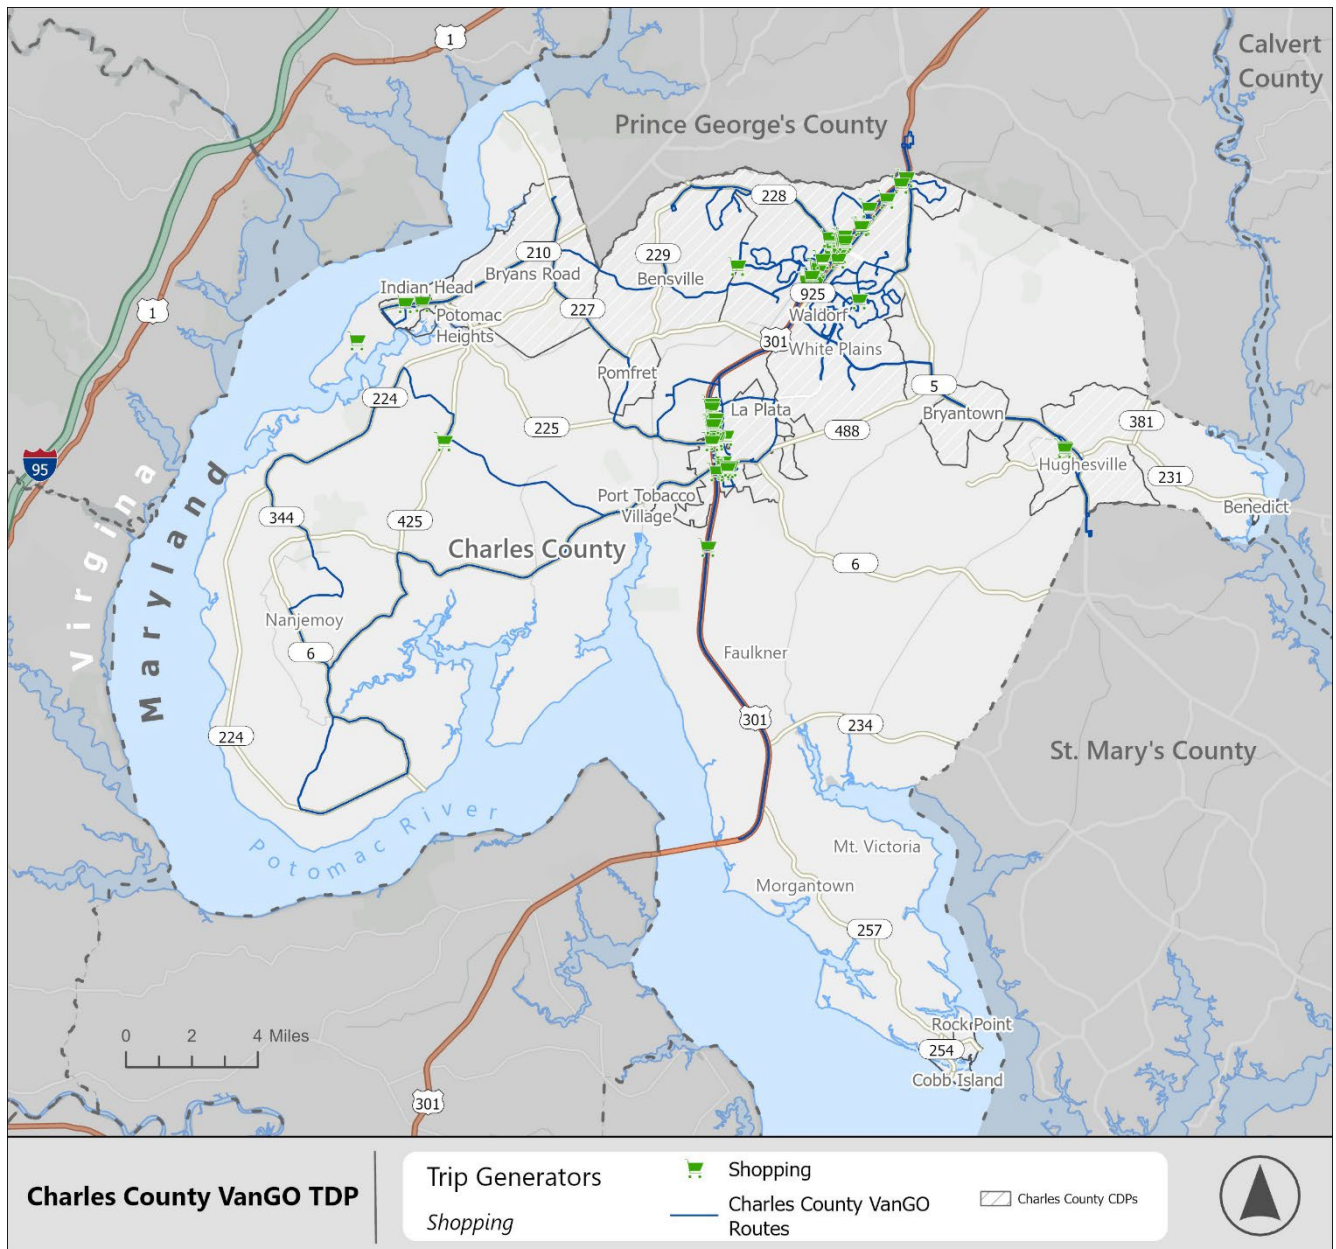 1
Calvert
County
Prince George's County
228
210
229
Bryans Road
Bensville
Indian Head
925
1
227
Potomac
Heights
Waldorf
301
White Plains
Pomfret
5
224
La Plata
Bryantown
225
488
381
95
Hughesville
231
Port Tobacco
Village
Benedict
344
425
Charles County
Virginia
Maryland
6
Nanjemoy
6
Faulkner
301
234
224
St. Mary's County
Potomac River
Mt. Victoria
Morgantown
257
Rock Point
0 2 4 Miles
254
Cobb Island
301
Charles County VanGO TDP
Trip Generators
Shopping
Shopping
Charles County VanGO
Routes
Charles County CDPs